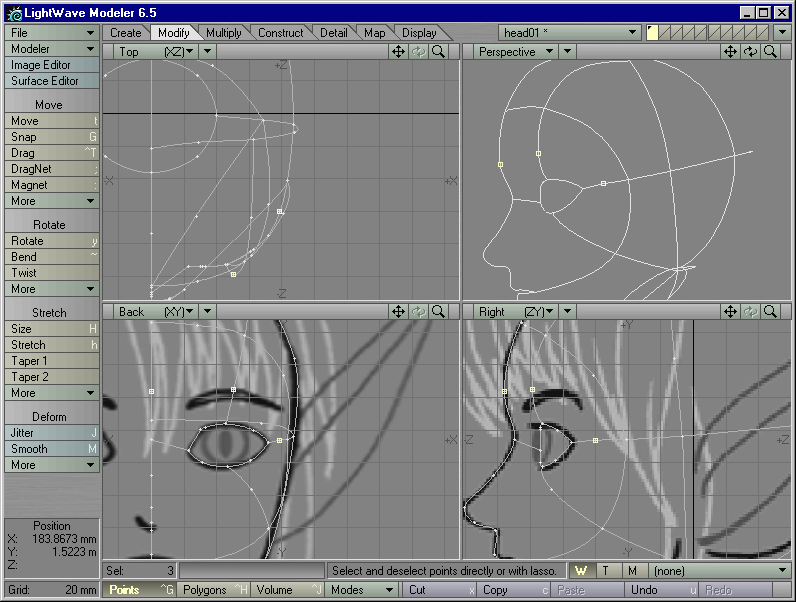 LightWave Modeler 6.5
File
Create Modify Multiply Construct Detail Map Display
head01 *
Modeler
Image Editor
Surface Editor
Top (XZ)
Perspective
Move
Move t
Snap G
Drag ^T
DragNet ;
Magnet :
More
Rotate
Rotate y
Bend ~
Twist
More
Stretch
Size H
Stretch h
Taper 1
Taper 2
More
Deform
Jitter J
Smooth M
More
+Z
-X
+X
-Z
Back (XY)
Right (ZY)
+Y
-Z
+Z
-Y
+X
-Y
Position
X: 183.8673 mm
Y: 1.5223 m
Z:
Grid: 20 mm
Sel: 3
Select and deselect points directly or with lasso.
W T M (none)
Points ^G Polygons ^H Volume ^J Modes Cut x Copy c Paste v Undo u Redo